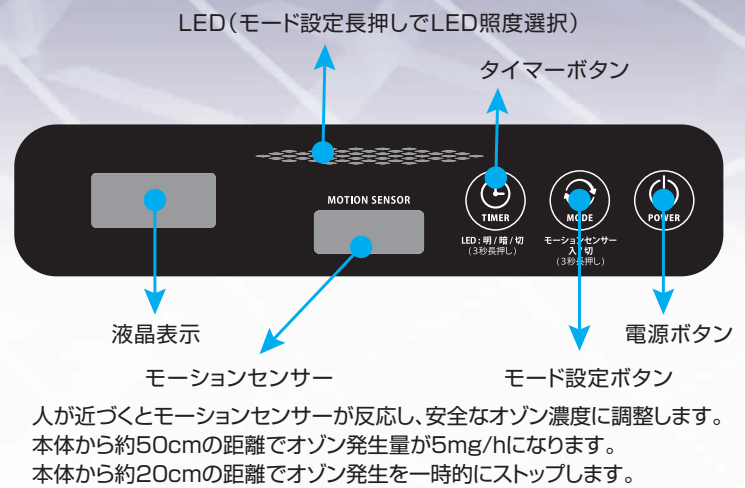 LED（モード設定長押しでLED照度選択）
タイマーボタン
MOTION SENSOR
TIMER
MODE
POWER
LED：明/暗/切
（3秒長押し）
モーションセンサー
入/切
（3秒長押し）
液晶表示
電源ボタン
モーションセンサー
モード設定ボタン
人が近づくとモーションセンサーが反応し、安全なオゾン濃度に調整します。
本体から約50cmの距離でオゾン発生量が5mg/hになります。
本体から約20cmの距離でオゾン発生を一時的にストップします。